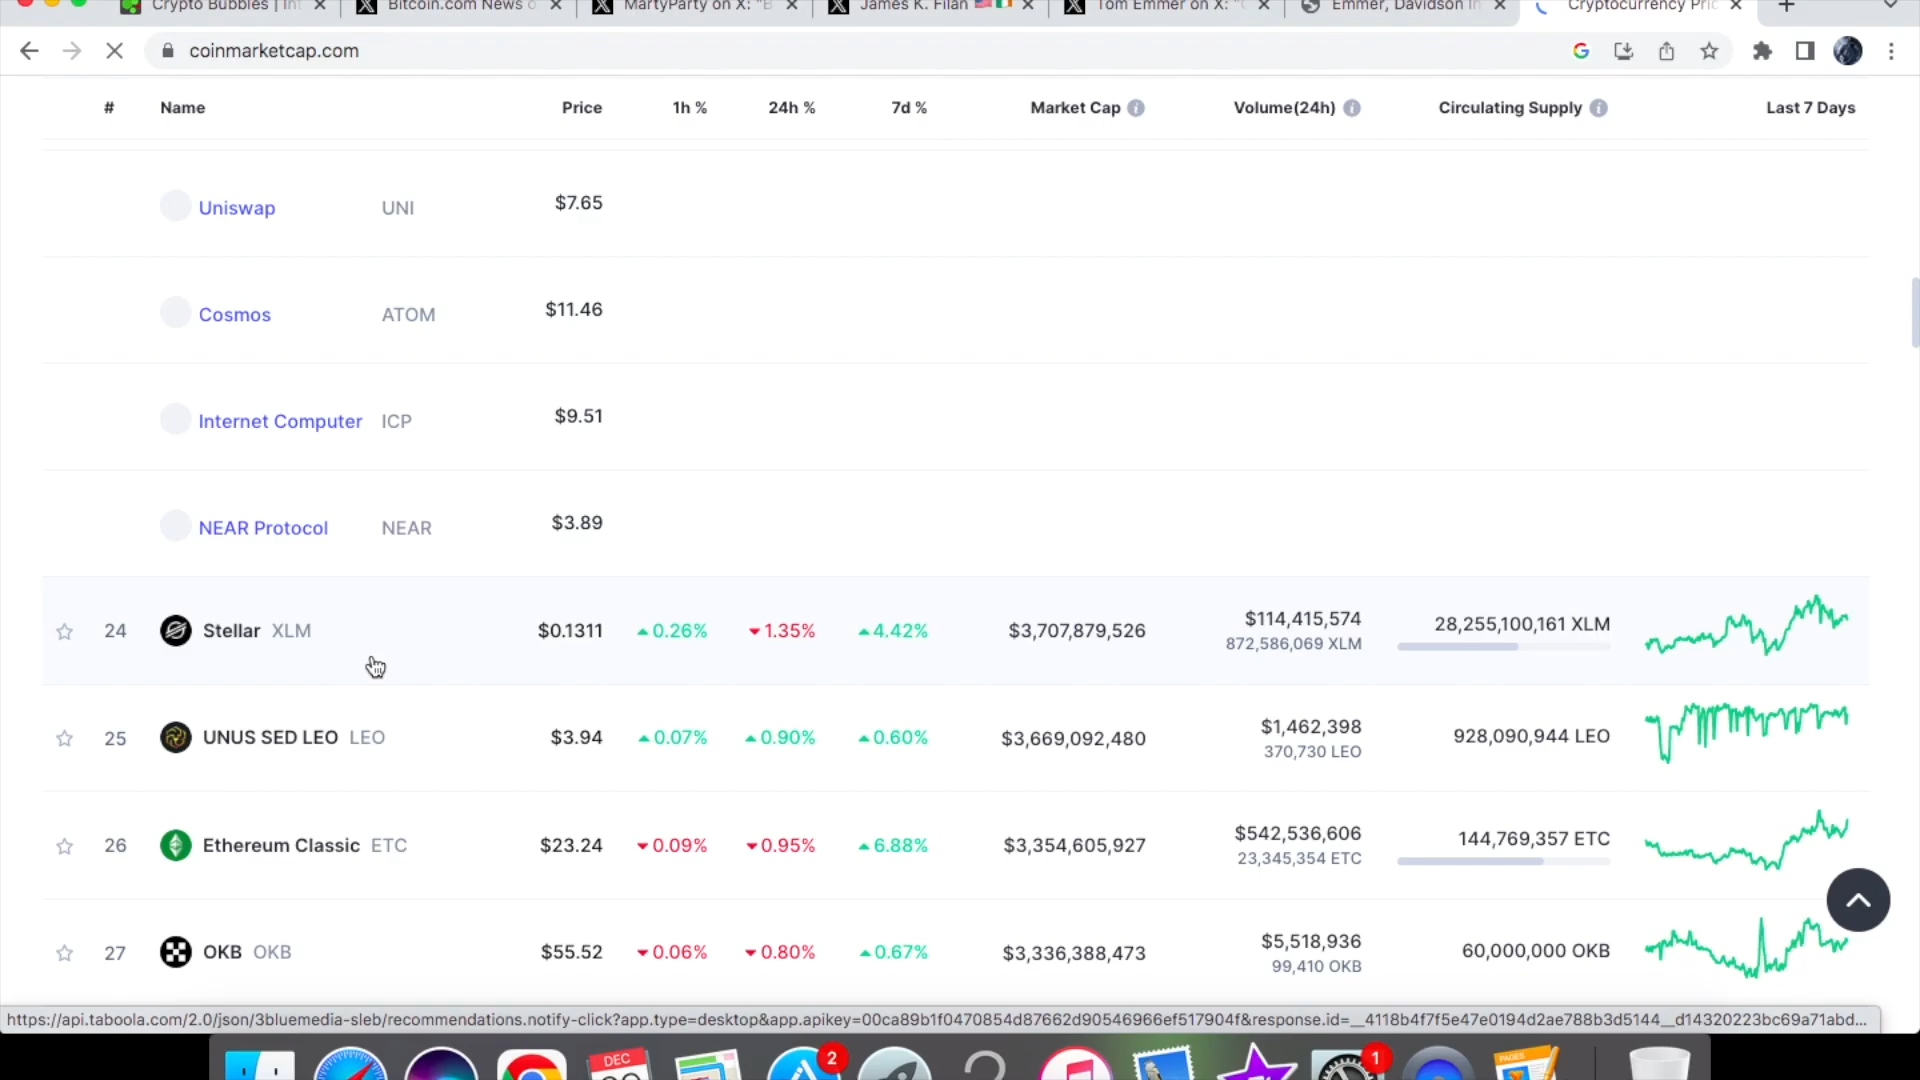 Crypto Bubbles | Int
Bitcoin.com News o
MartyParty on X: "B
James K. Filan
Tom Emmer on X: "
Emmer, Davidson In
Cryptocurrency Pric
coinmarketcap.com
# Name Price 1h % 24h % 7d % Market Cap Volume(24h) Circulating Supply Last 7 Days
Uniswap UNI $7.65
Cosmos ATOM $11.46
Internet Computer ICP $9.51
NEAR Protocol NEAR $3.89
24 Stellar XLM $0.1311 0.26% 1.35% 4.42% $3,707,879,526 $114,415,574 28,255,100,161 XLM
872,586,069 XLM
25 UNUS SED LEO LEO $3.94 0.07% 0.90% 0.60% $3,669,092,480 $1,462,398 928,090,944 LEO
370,730 LEO
26 Ethereum Classic ETC $23.24 0.09% 0.95% 6.88% $3,354,605,927 $542,536,606 144,769,357 ETC
23,345,354 ETC
27 OKB OKB $55.52 0.06% 0.80% 0.67% $3,336,388,473 $5,518,936 60,000,000 OKB
99,410 OKB
https://api.taboola.com/2.0/json/3bluemedia-sleb/recommendations.notify-click?app.type=desktop&app.apikey=00ca89b1f0470854d87662d90546966ef517904f&response.id=__4118b4f7f5e47e0194d2ae788b3d5144__d14320223bc69a71abd...
DEC
2
1
PAGES